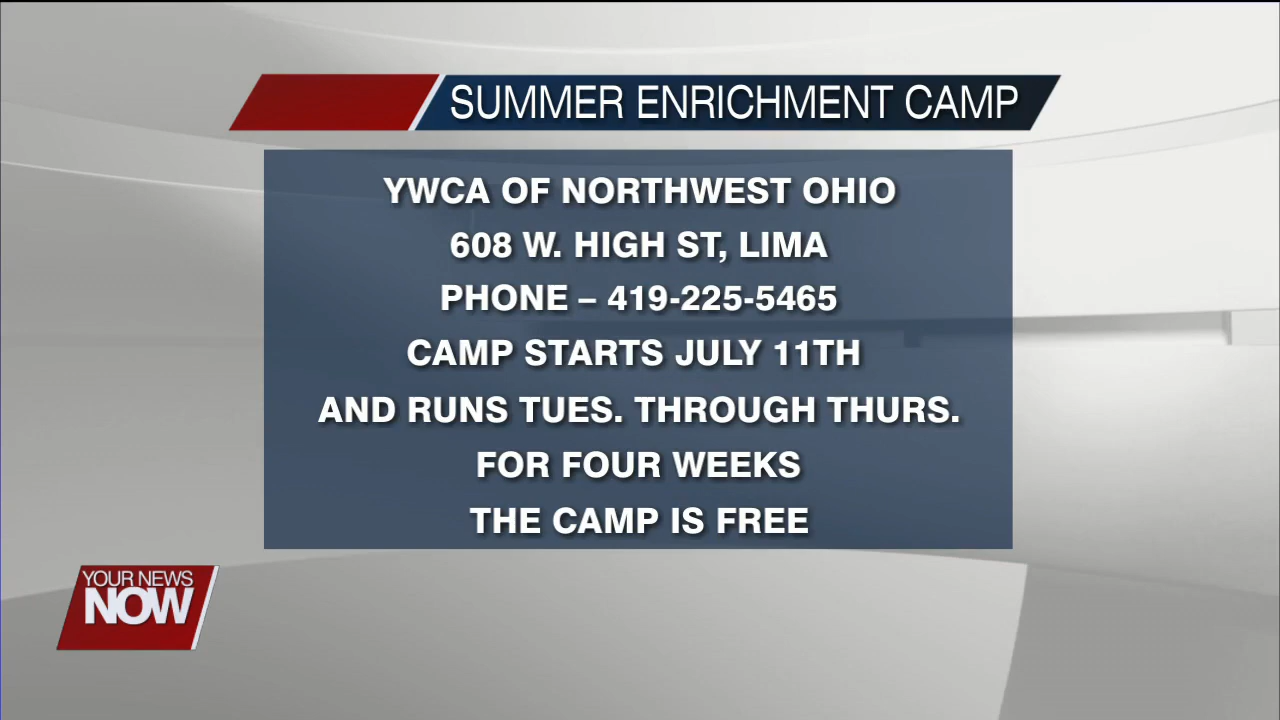 SUMMER ENRICHMENT CAMP
YWCA OF NORTHWEST OHIO
608 W. HIGH ST, LIMA
PHONE – 419-225-5465
CAMP STARTS JULY 11TH
AND RUNS TUES. THROUGH THURS.
FOR FOUR WEEKS
THE CAMP IS FREE
YOUR NEWS
NOW